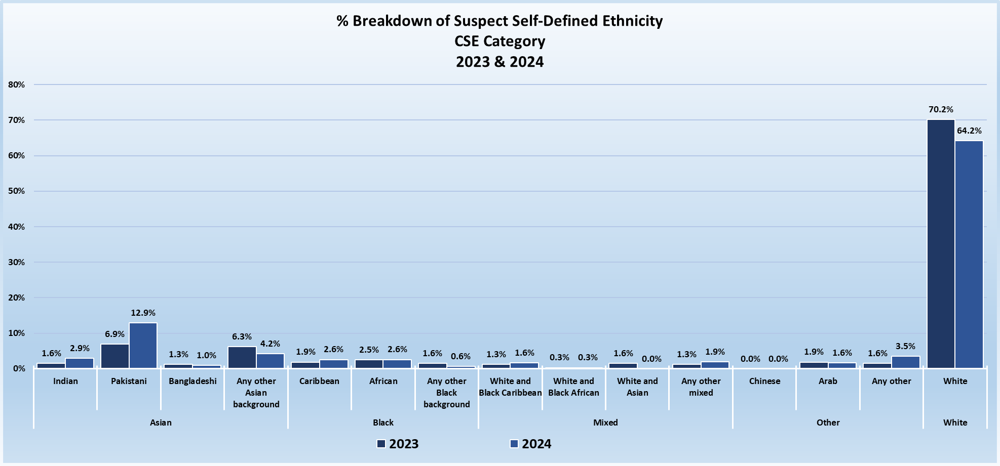 % Breakdown of Suspect Self-Defined Ethnicity
CSE Category
2023 & 2024
80%
70%
60%
50%
40%
30%
20%
10%
0%
1.6%
2.9%
6.9%
12.9%
1.3%
1.0%
6.3%
4.2%
1.9%
2.6%
2.5%
2.6%
1.6%
0.6%
1.3%
1.6%
0.3%
0.3%
1.6%
0.0%
1.3%
1.9%
0.0%
0.0%
1.9%
1.6%
1.6%
3.5%
70.2%
64.2%
Indian
Pakistani
Bangladeshi
Any other
Asian
background
Caribbean
African
Any other
Black
background
White and
Black Caribbean
White and
Black African
White and
Asian
Any other
mixed
Chinese
Arab
Any other
White
Asian
Black
Mixed
Other
White
2023
2024